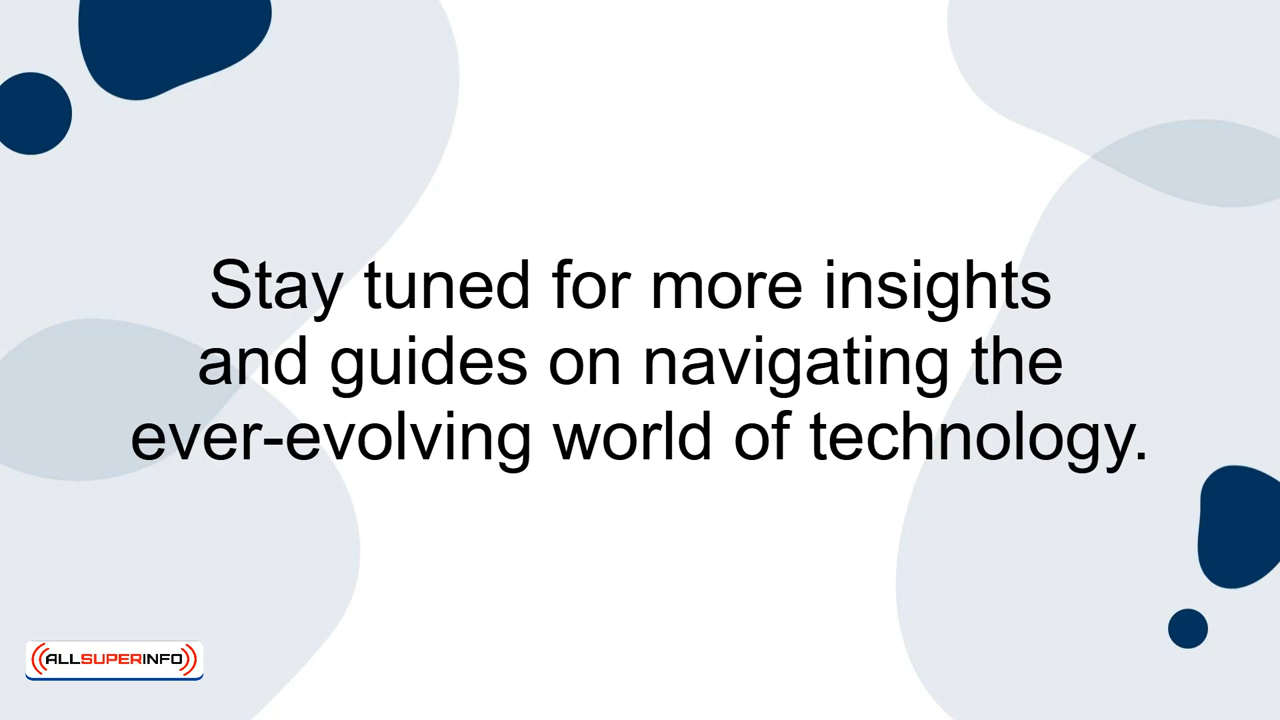 Stay tuned for more insights
and guides on navigating the
ever-evolving world of technology.
ALLSUPERINFO